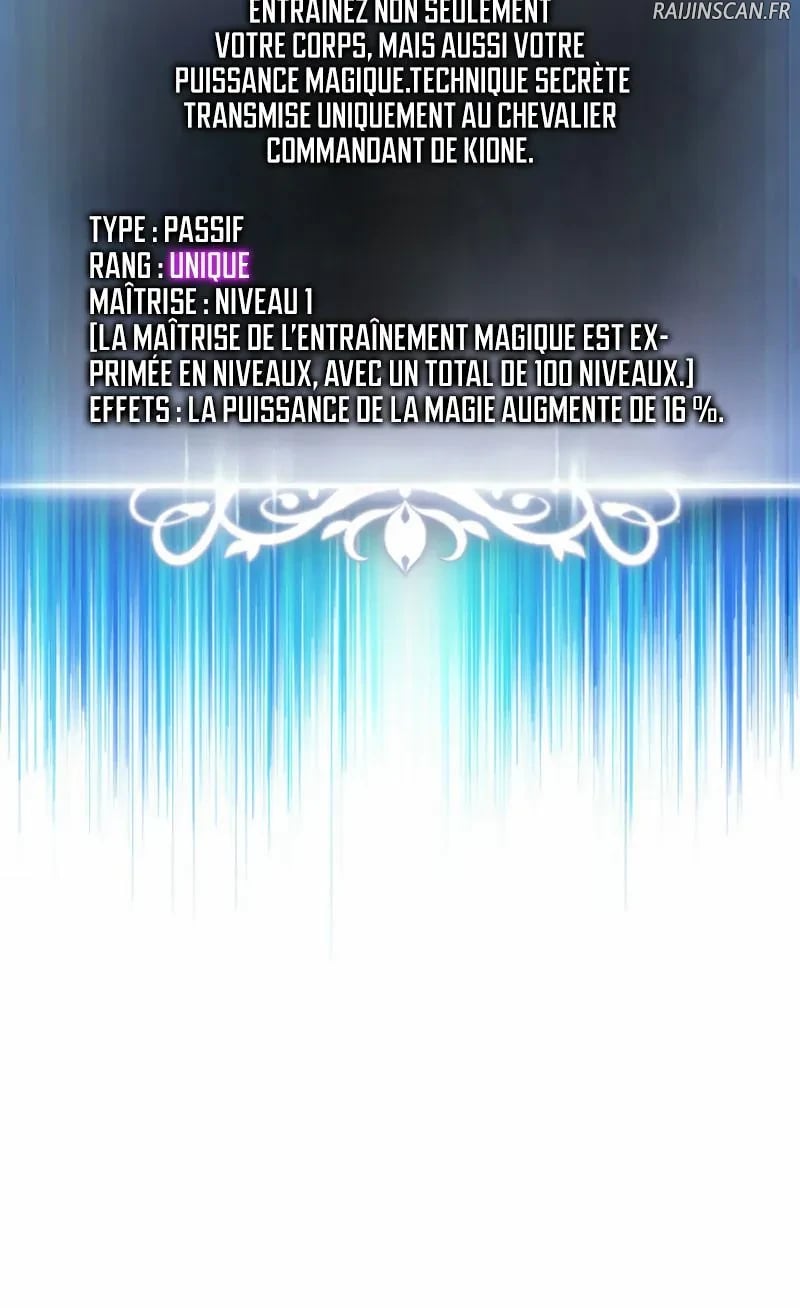 RAIJINSCAN.FR
ENTRAÎNEZ NON SEULEMENT
VOTRE CORPS, MAIS AUSSI VOTRE
PUISSANCE MAGIQUE.TECHNIQUE SECRÈTE
TRANSMISE UNIQUEMENT AU CHEVALIER
COMMANDANT DE KIONE.
TYPE : PASSIF
RANG : UNIQUE
MAÎTRISE : NIVEAU 1
[LA MAÎTRISE DE L'ENTRAÎNEMENT MAGIQUE EST EX-
PRIMÉE EN NIVEAUX, AVEC UN TOTAL DE 100 NIVEAUX.]
EFFETS : LA PUISSANCE DE LA MAGIE AUGMENTE DE 16 %.